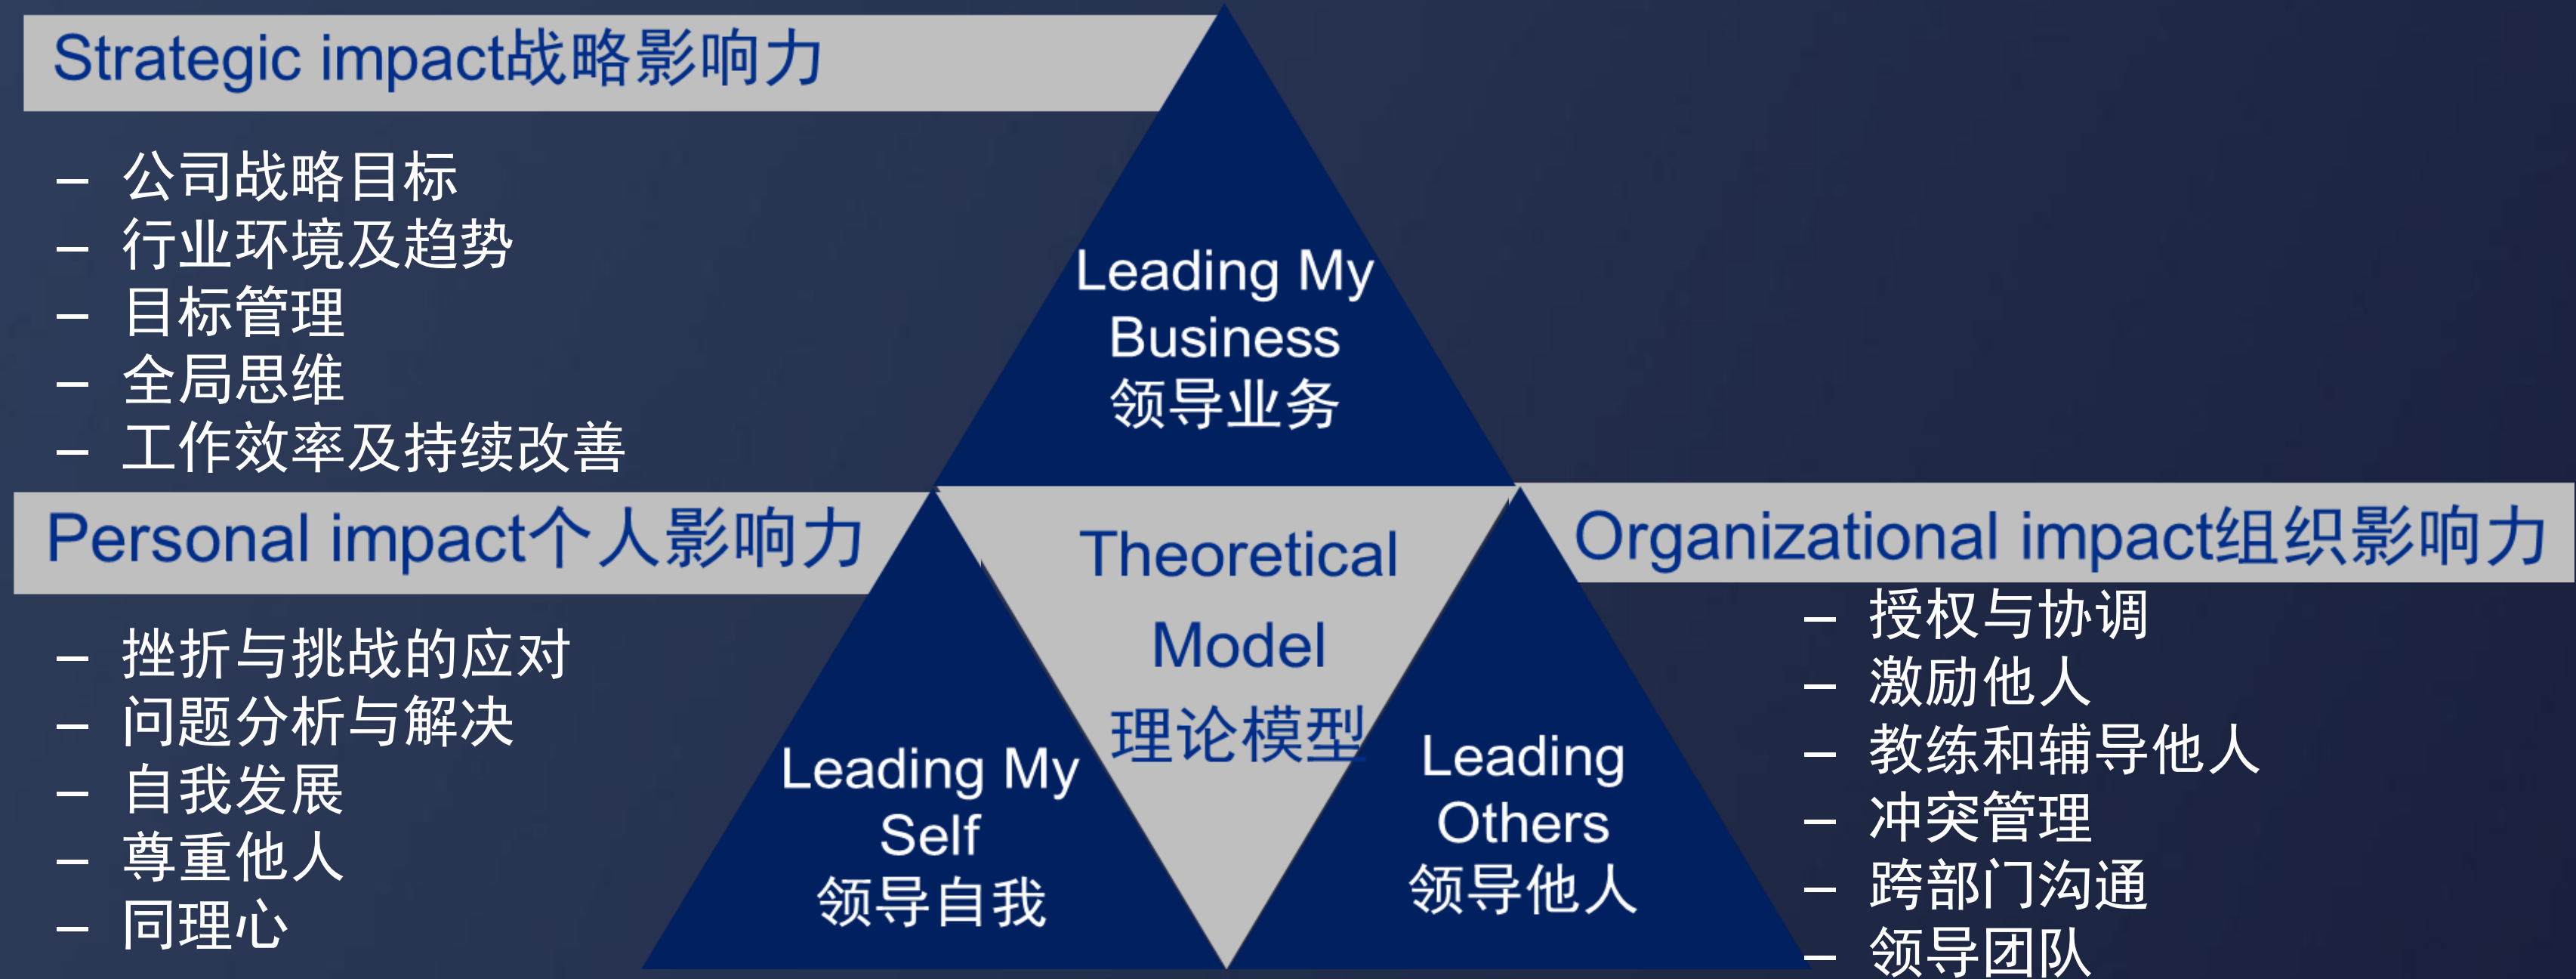 Strategic impact战略影响力
– 公司战略目标
– 行业环境及趋势
– 目标管理
– 全局思维
– 工作效率及持续改善
Leading My
Business
领导业务
Personal impact个人影响力
– 挫折与挑战的应对
– 问题分析与解决
– 自我发展
– 尊重他人
– 同理心
Leading My
Self
领导自我
Theoretical
Model
理论模型
Leading
Others
领导他人
Organizational impact组织影响力
– 授权与协调
– 激励他人
– 教练和辅导他人
– 冲突管理
– 跨部门沟通
– 领导团队